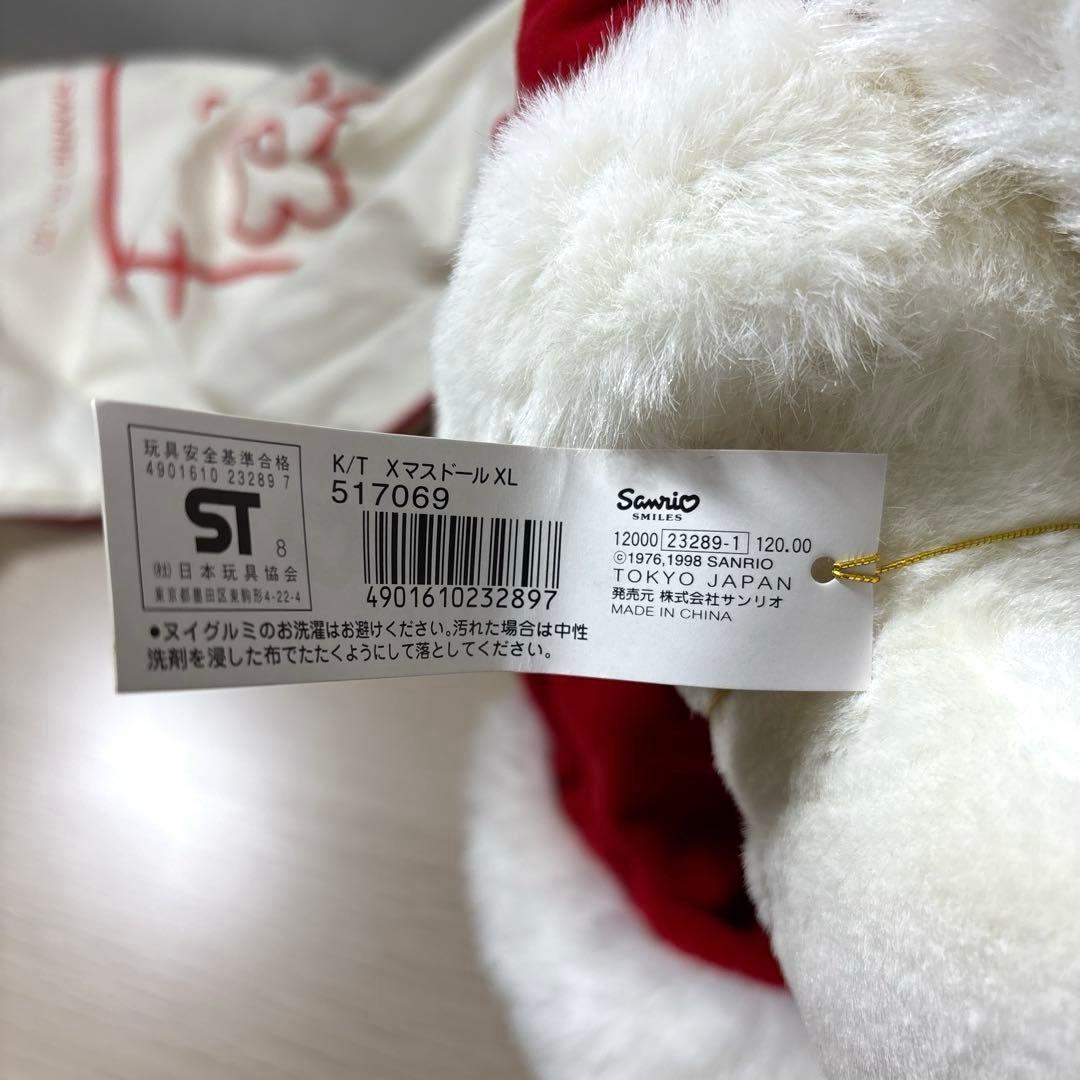 玩具安全基準合格
4901610 23289 7
ST 8
(社)日本玩具協会
東京都墨田区東駒形4-22-4
K/T Xマスドール XL
517069
4901610232897
●ヌイグルミのお洗濯はお避けください。汚れた場合は中性
洗剤を浸した布でたたくようにして落としてください。
Sanrio
SMILES
12000 23289-1 120.00
©1976,1998 SANRIO
TOKYO JAPAN
発売元 株式会社サンリオ
MADE IN CHINA